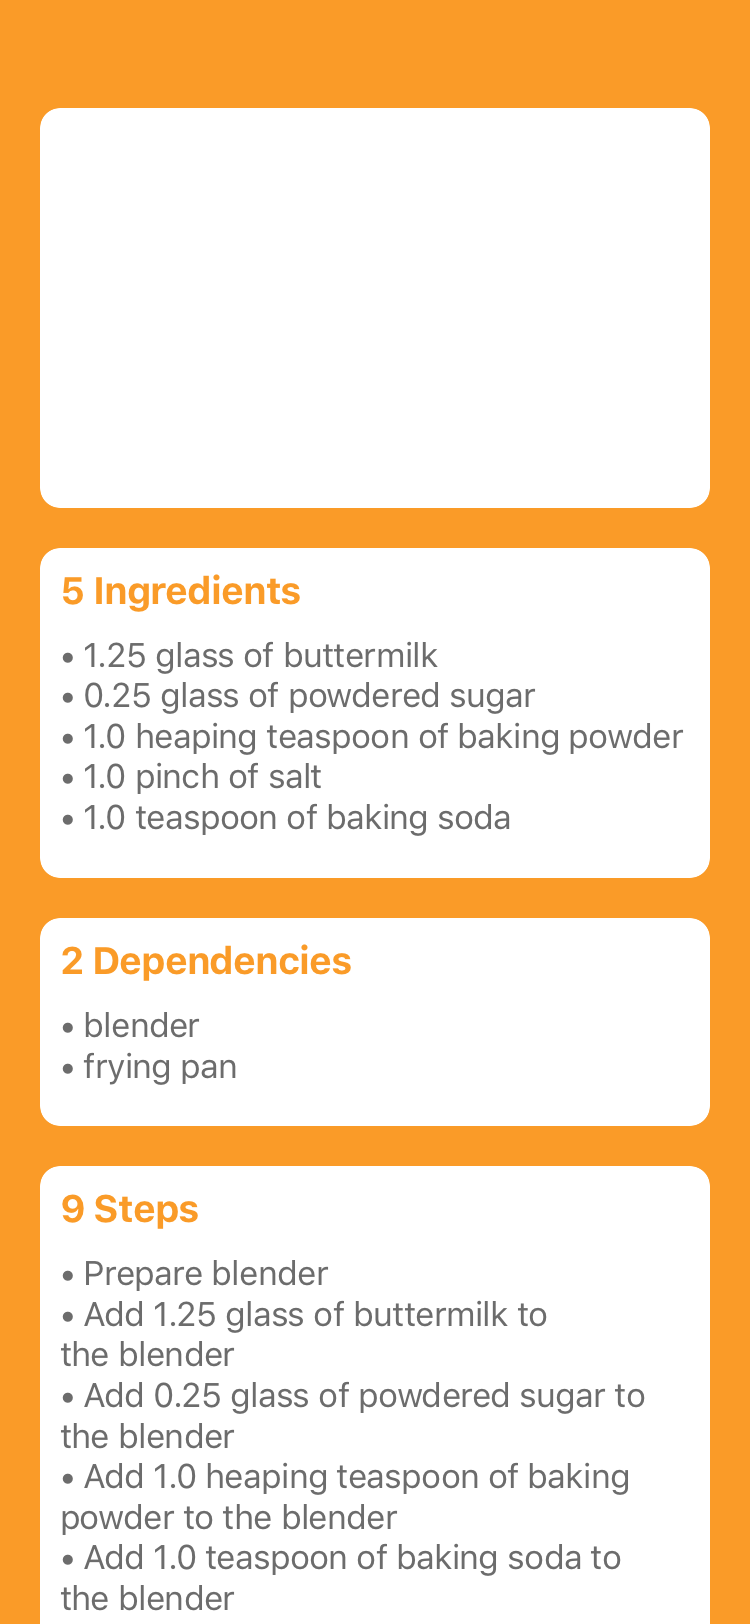 5 Ingredients
• 1.25 glass of buttermilk
• 0.25 glass of powdered sugar
• 1.0 heaping teaspoon of baking powder
• 1.0 pinch of salt
• 1.0 teaspoon of baking soda
2 Dependencies
• blender
• frying pan
9 Steps
• Prepare blender
• Add 1.25 glass of buttermilk to
the blender
• Add 0.25 glass of powdered sugar to
the blender
• Add 1.0 heaping teaspoon of baking
powder to the blender
• Add 1.0 teaspoon of baking soda to
the blender